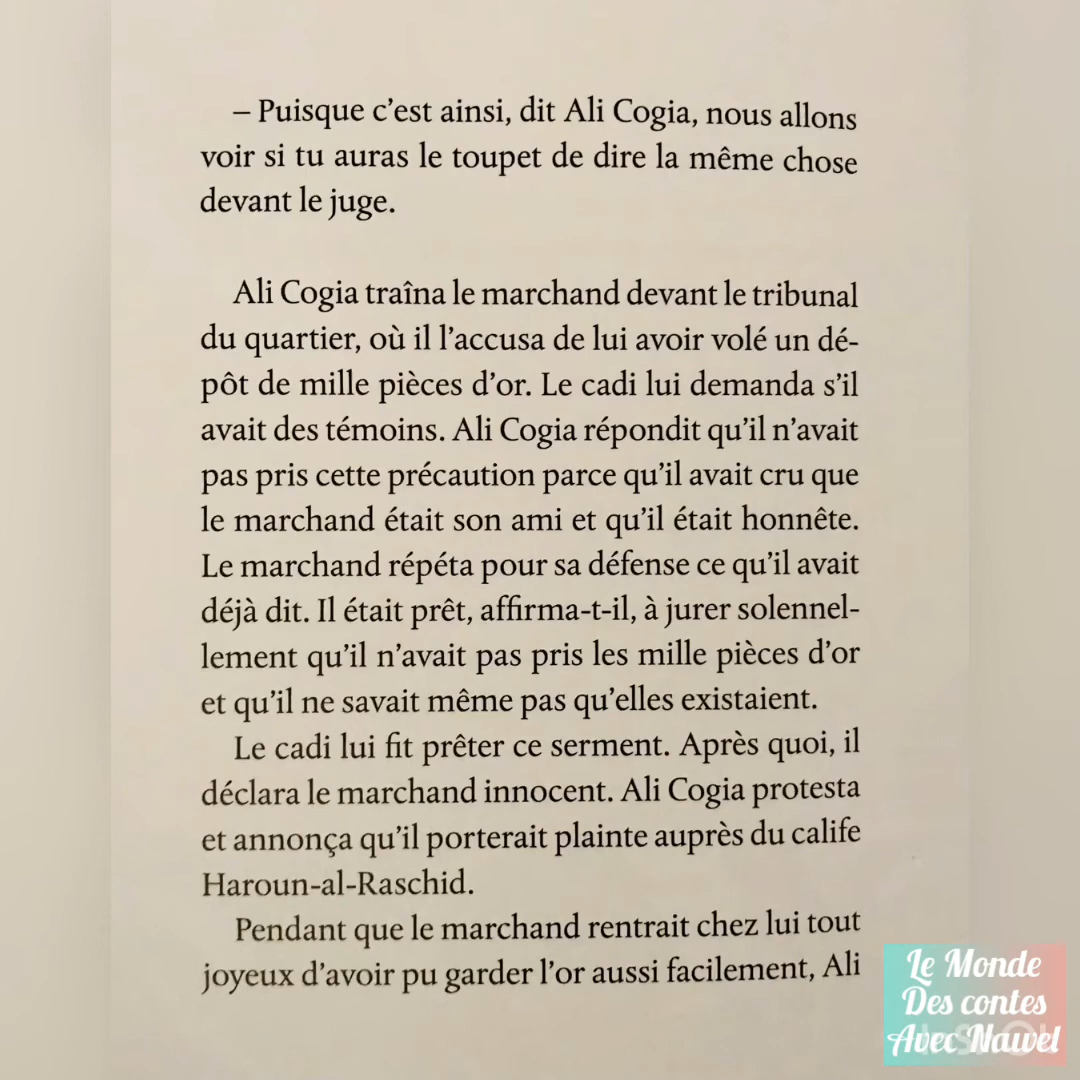 – Puisque c'est ainsi, dit Ali Cogia, nous allons
voir si tu auras le toupet de dire la même chose
devant le juge.
Ali Cogia traîna le marchand devant le tribunal
du quartier, où il l'accusa de lui avoir volé un dé-
pôt de mille pièces d'or. Le cadi lui demanda s'il
avait des témoins. Ali Cogia répondit qu'il n'avait
pas pris cette précaution parce qu'il avait cru que
le marchand était son ami et qu'il était honnête.
Le marchand répéta pour sa défense ce qu'il avait
déjà dit. Il était prêt, affirma-t-il, à jurer solennel-
lement qu'il n'avait pas pris les mille pièces d'or
et qu'il ne savait même pas qu'elles existaient.
Le cadi lui fit prêter ce serment. Après quoi, il
déclara le marchand innocent. Ali Cogia protesta
et annonça qu'il porterait plainte auprès du calife
Haroun-al-Raschid.
Pendant que le marchand rentrait chez lui tout
joyeux d'avoir pu garder l'or aussi facilement, Ali
Le Monde
Des contes
Avec Nawel